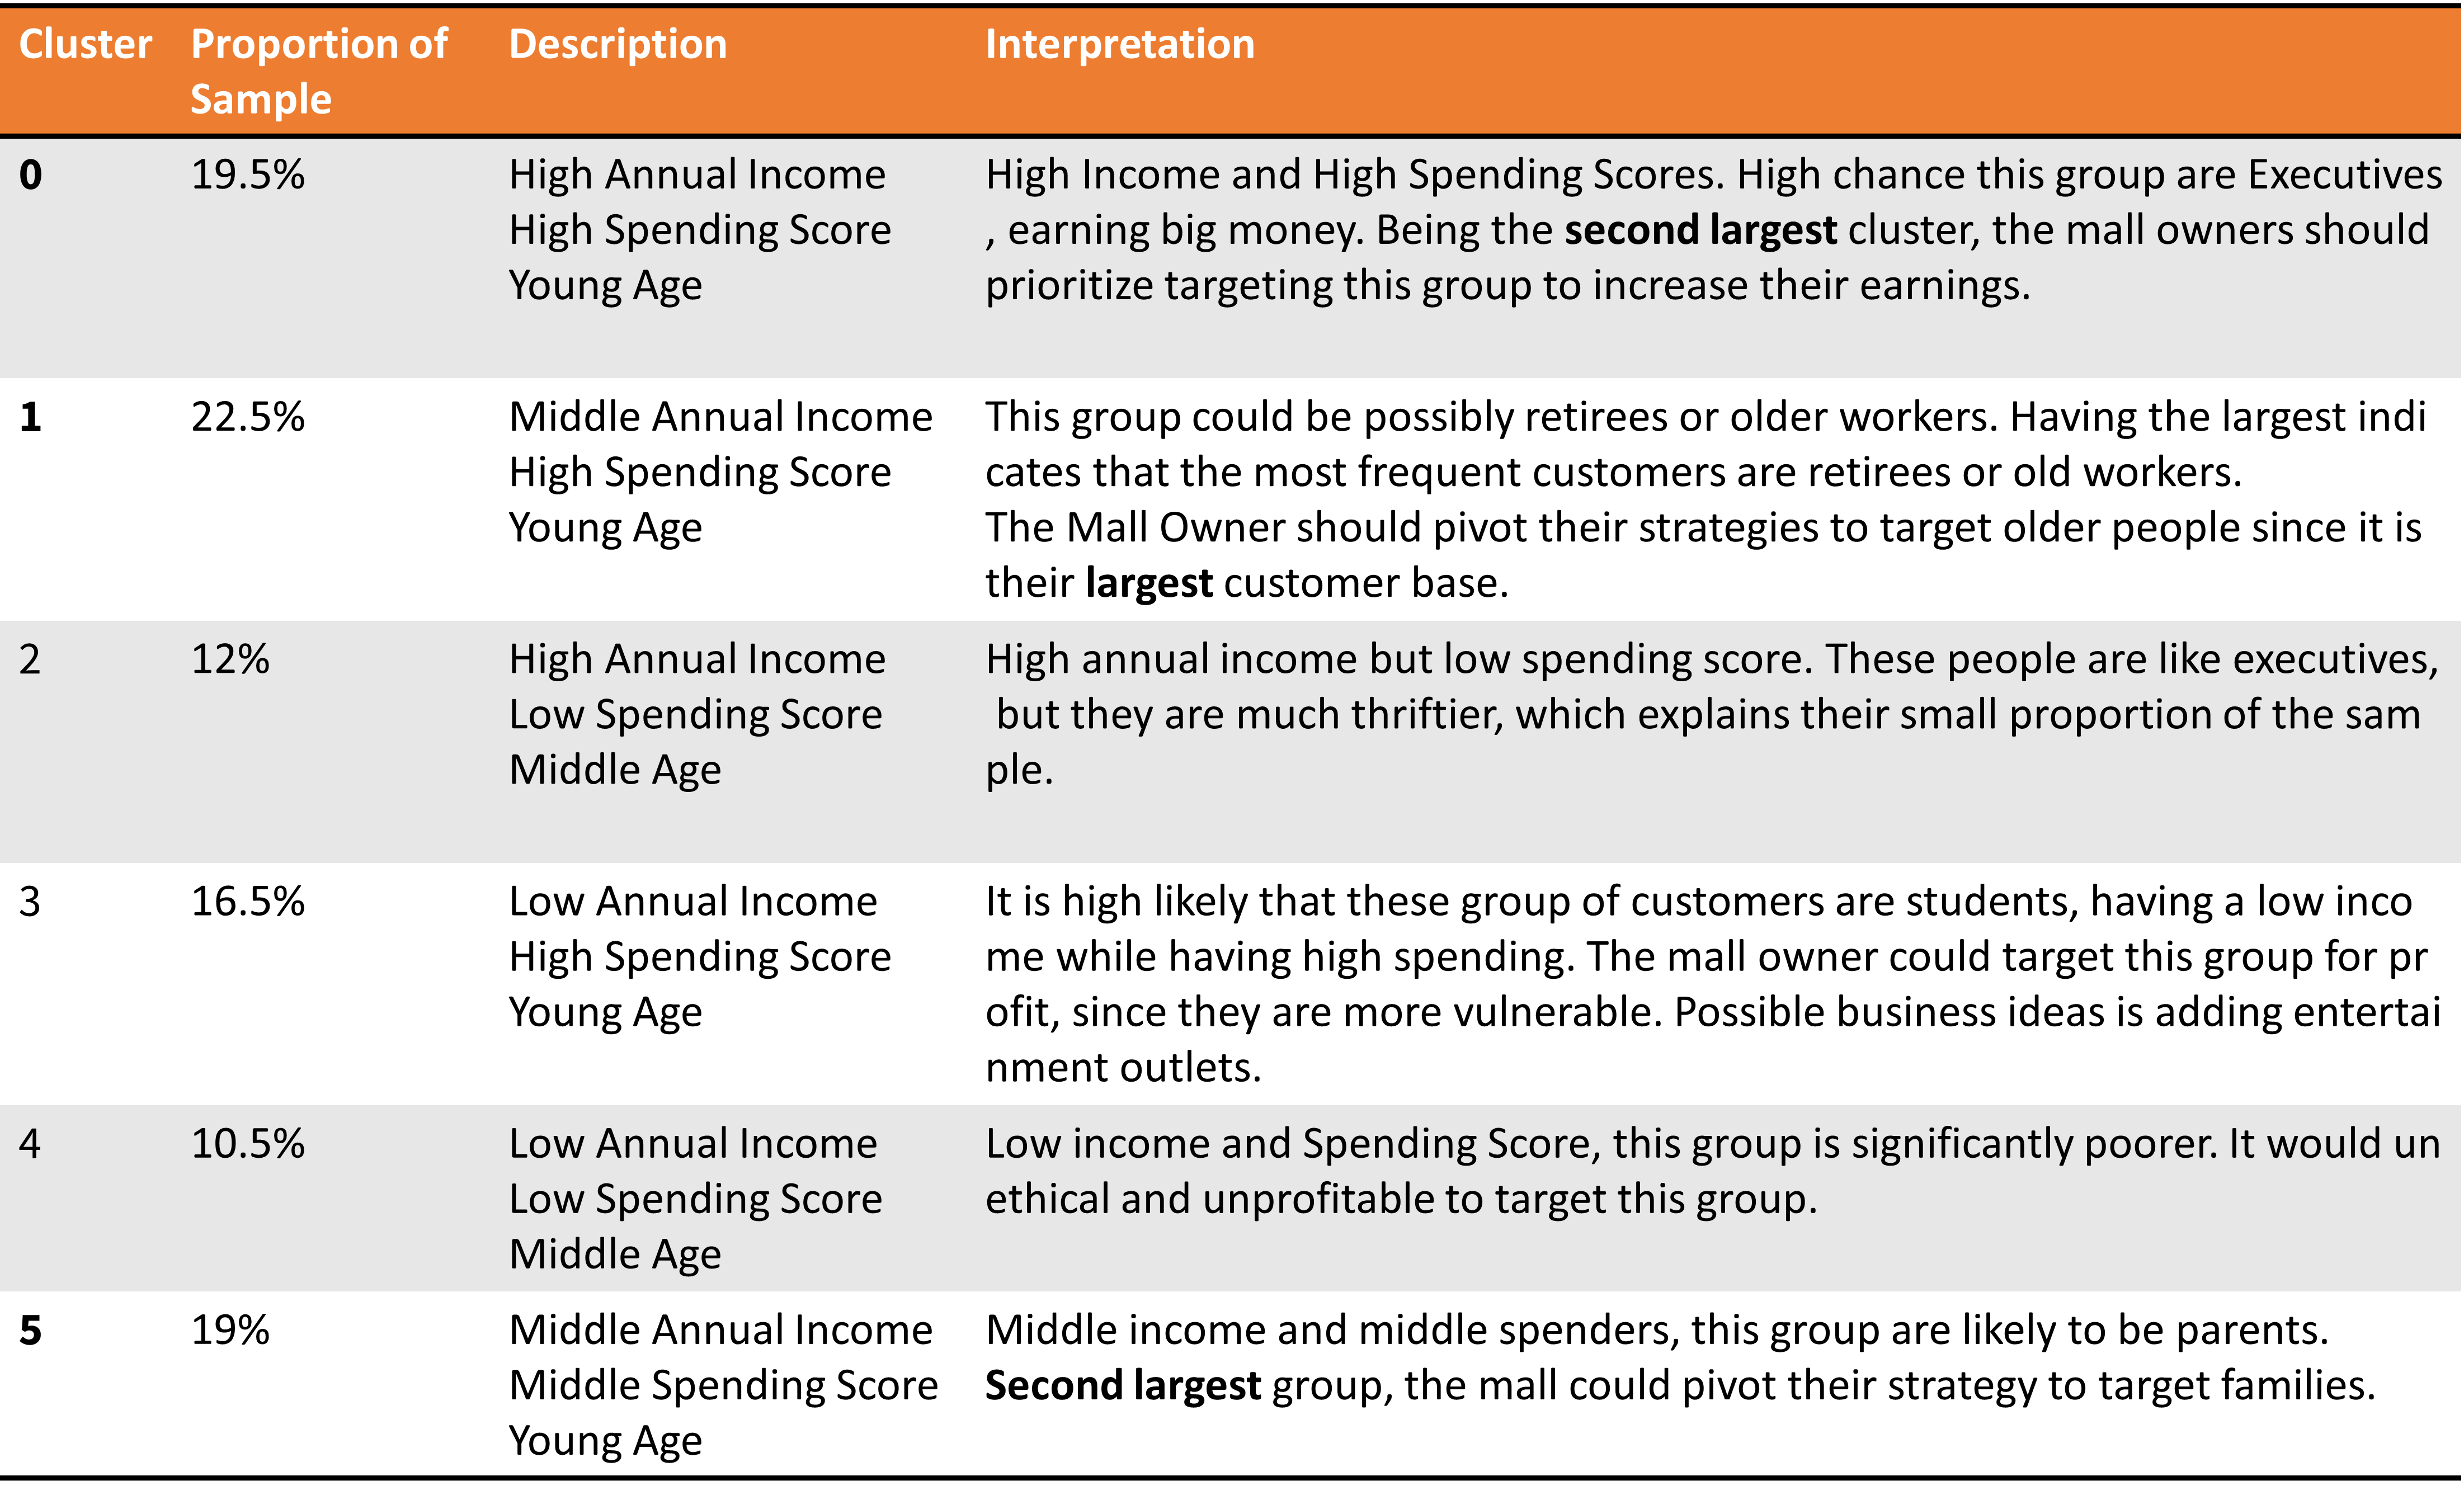 Cluster Proportion of Sample Description Interpretation
0 19.5% High Annual Income High Income and High Spending Scores. High chance this group are Executives
High Spending Score , earning big money. Being the second largest cluster, the mall owners should
Young Age prioritize targeting this group to increase their earnings.
1 22.5% Middle Annual Income This group could be possibly retirees or older workers. Having the largest indi
High Spending Score cates that the most frequent customers are retirees or old workers.
Young Age The Mall Owner should pivot their strategies to target older people since it is
their largest customer base.
2 12% High Annual Income High annual income but low spending score. These people are like executives,
Low Spending Score but they are much thriftier, which explains their small proportion of the sam
Middle Age ple.
3 16.5% Low Annual Income It is high likely that these group of customers are students, having a low inco
High Spending Score me while having high spending. The mall owner could target this group for pr
Young Age ofit, since they are more vulnerable. Possible business ideas is adding entertai
nment outlets.
4 10.5% Low Annual Income Low income and Spending Score, this group is significantly poorer. It would un
Low Spending Score ethical and unprofitable to target this group.
Middle Age
5 19% Middle Annual Income Middle income and middle spenders, this group are likely to be parents.
Middle Spending Score Second largest group, the mall could pivot their strategy to target families.
Young Age